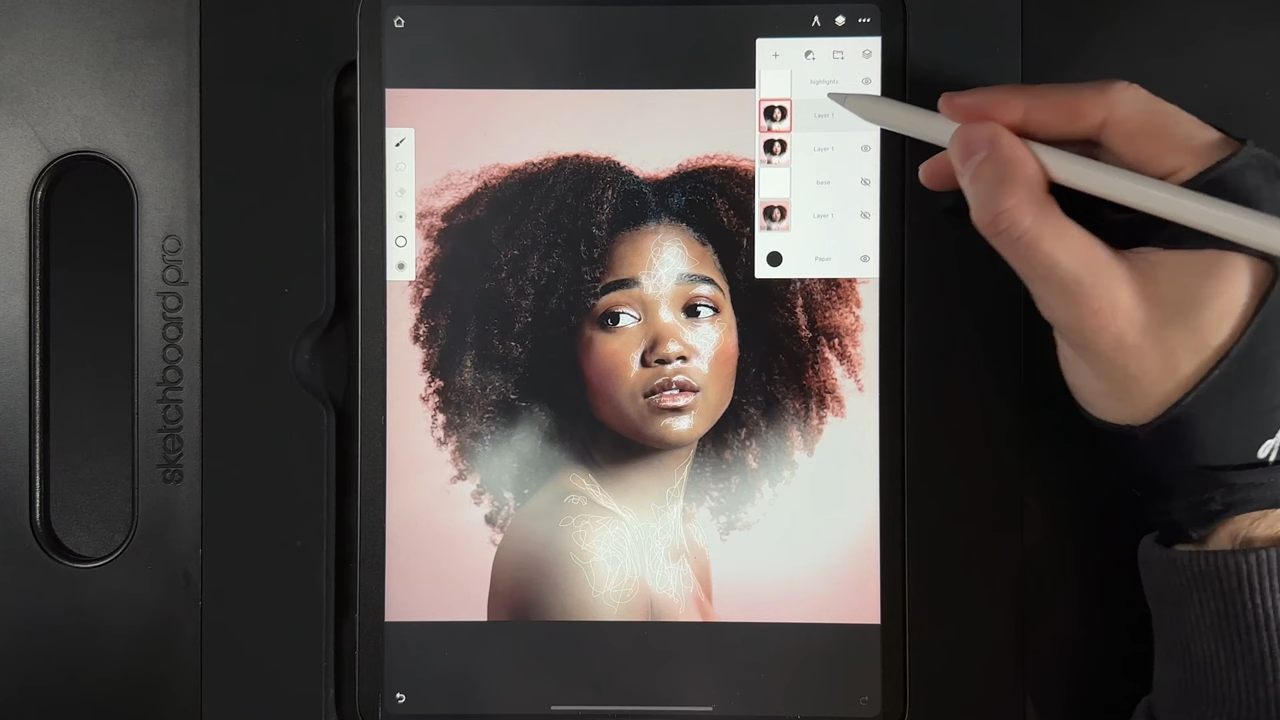 sketchboard pro
highlights
Layer 1
Layer 1
base
Layer 1
Paper